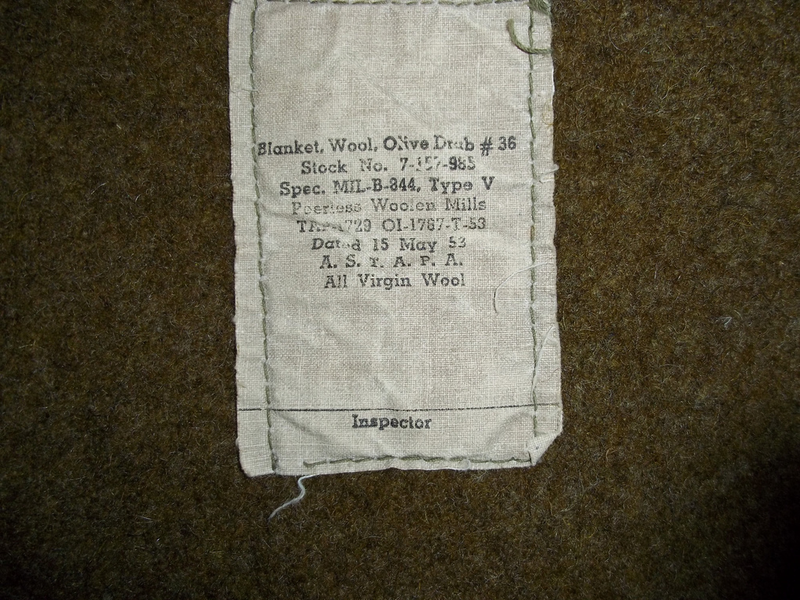 Blanket, Wool, Olive Drab # 36
Stock No. 7-157-985
Spec. MIL-B-844, Type V
Peerless Woolen Mills
OI-1767-T-53
Dated 15 May 53
A. S. T. A. P. A.
All Virgin Wool
Inspector